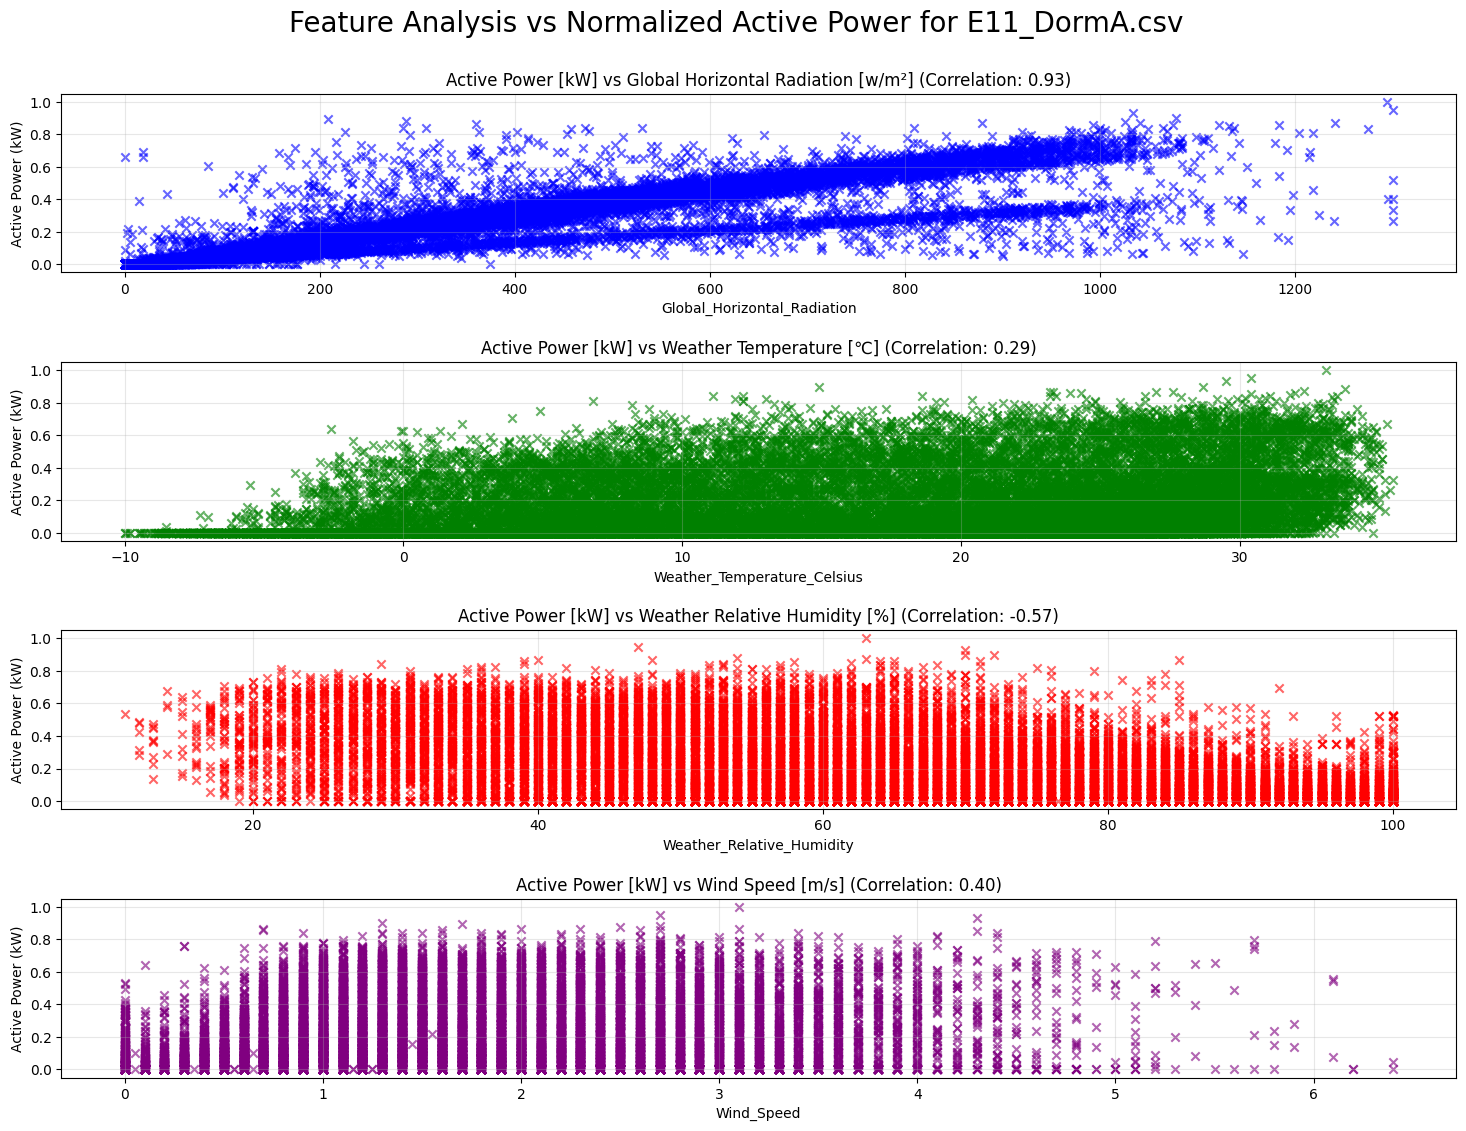 Feature Analysis vs Normalized Active Power for E11_DormA.csv
Active Power [kW] vs Global Horizontal Radiation [w/m²] (Correlation: 0.93)
Active Power (kW)
1.0
0.8
0.6
0.4
0.2
0.0
0 200 400 600 800 1000 1200
Global_Horizontal_Radiation
Active Power [kW] vs Weather Temperature [℃] (Correlation: 0.29)
Active Power (kW)
1.0
0.8
0.6
0.4
0.2
0.0
−10 0 10 20 30
Weather_Temperature_Celsius
Active Power [kW] vs Weather Relative Humidity [%] (Correlation: -0.57)
Active Power (kW)
1.0
0.8
0.6
0.4
0.2
0.0
20 40 60 80 100
Weather_Relative_Humidity
Active Power [kW] vs Wind Speed [m/s] (Correlation: 0.40)
Active Power (kW)
1.0
0.8
0.6
0.4
0.2
0.0
0 1 2 3 4 5 6
Wind_Speed